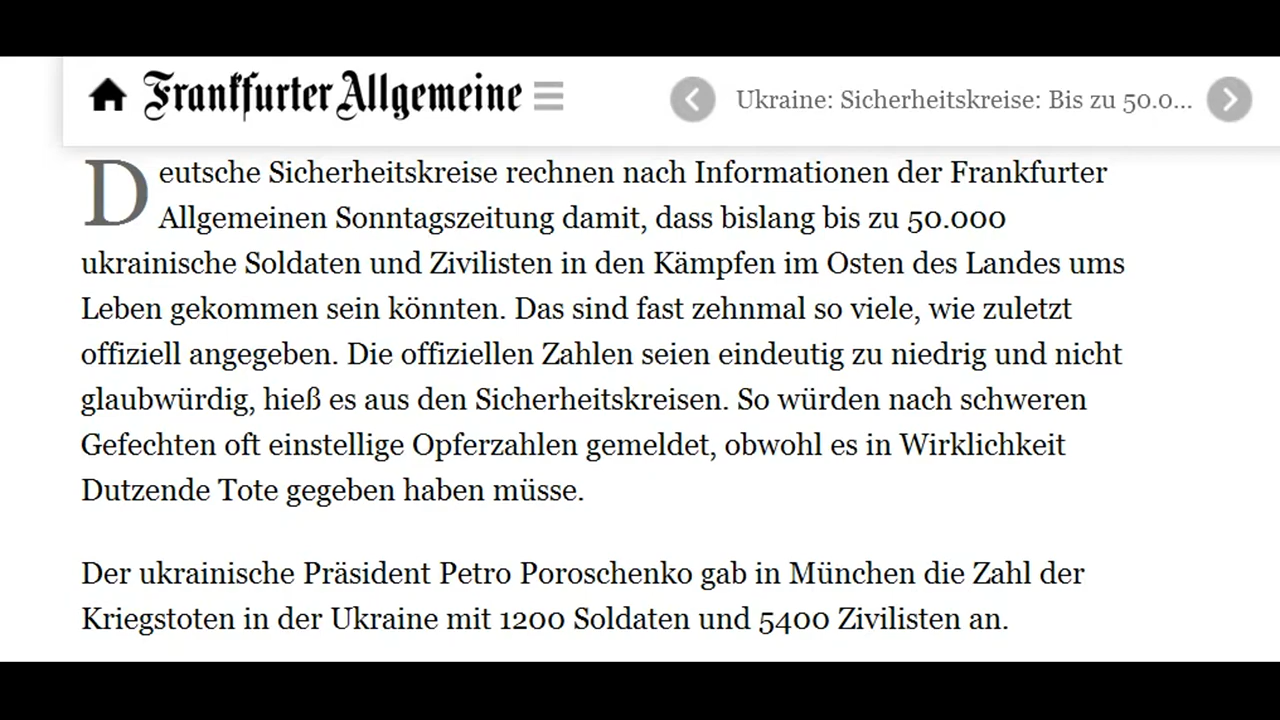 Frankfurter Allgemeine
Ukraine: Sicherheitskreise: Bis zu 50.0...
Deutsche Sicherheitskreise rechnen nach Informationen der Frankfurter
Allgemeinen Sonntagszeitung damit, dass bislang bis zu 50.000
ukrainische Soldaten und Zivilisten in den Kämpfen im Osten des Landes ums
Leben gekommen sein könnten. Das sind fast zehnmal so viele, wie zuletzt
offiziell angegeben. Die offiziellen Zahlen seien eindeutig zu niedrig und nicht
glaubwürdig, hieß es aus den Sicherheitskreisen. So würden nach schweren
Gefechten oft einstellige Opferzahlen gemeldet, obwohl es in Wirklichkeit
Dutzende Tote gegeben haben müsse.
Der ukrainische Präsident Petro Poroschenko gab in München die Zahl der
Kriegstoten in der Ukraine mit 1200 Soldaten und 5400 Zivilisten an.